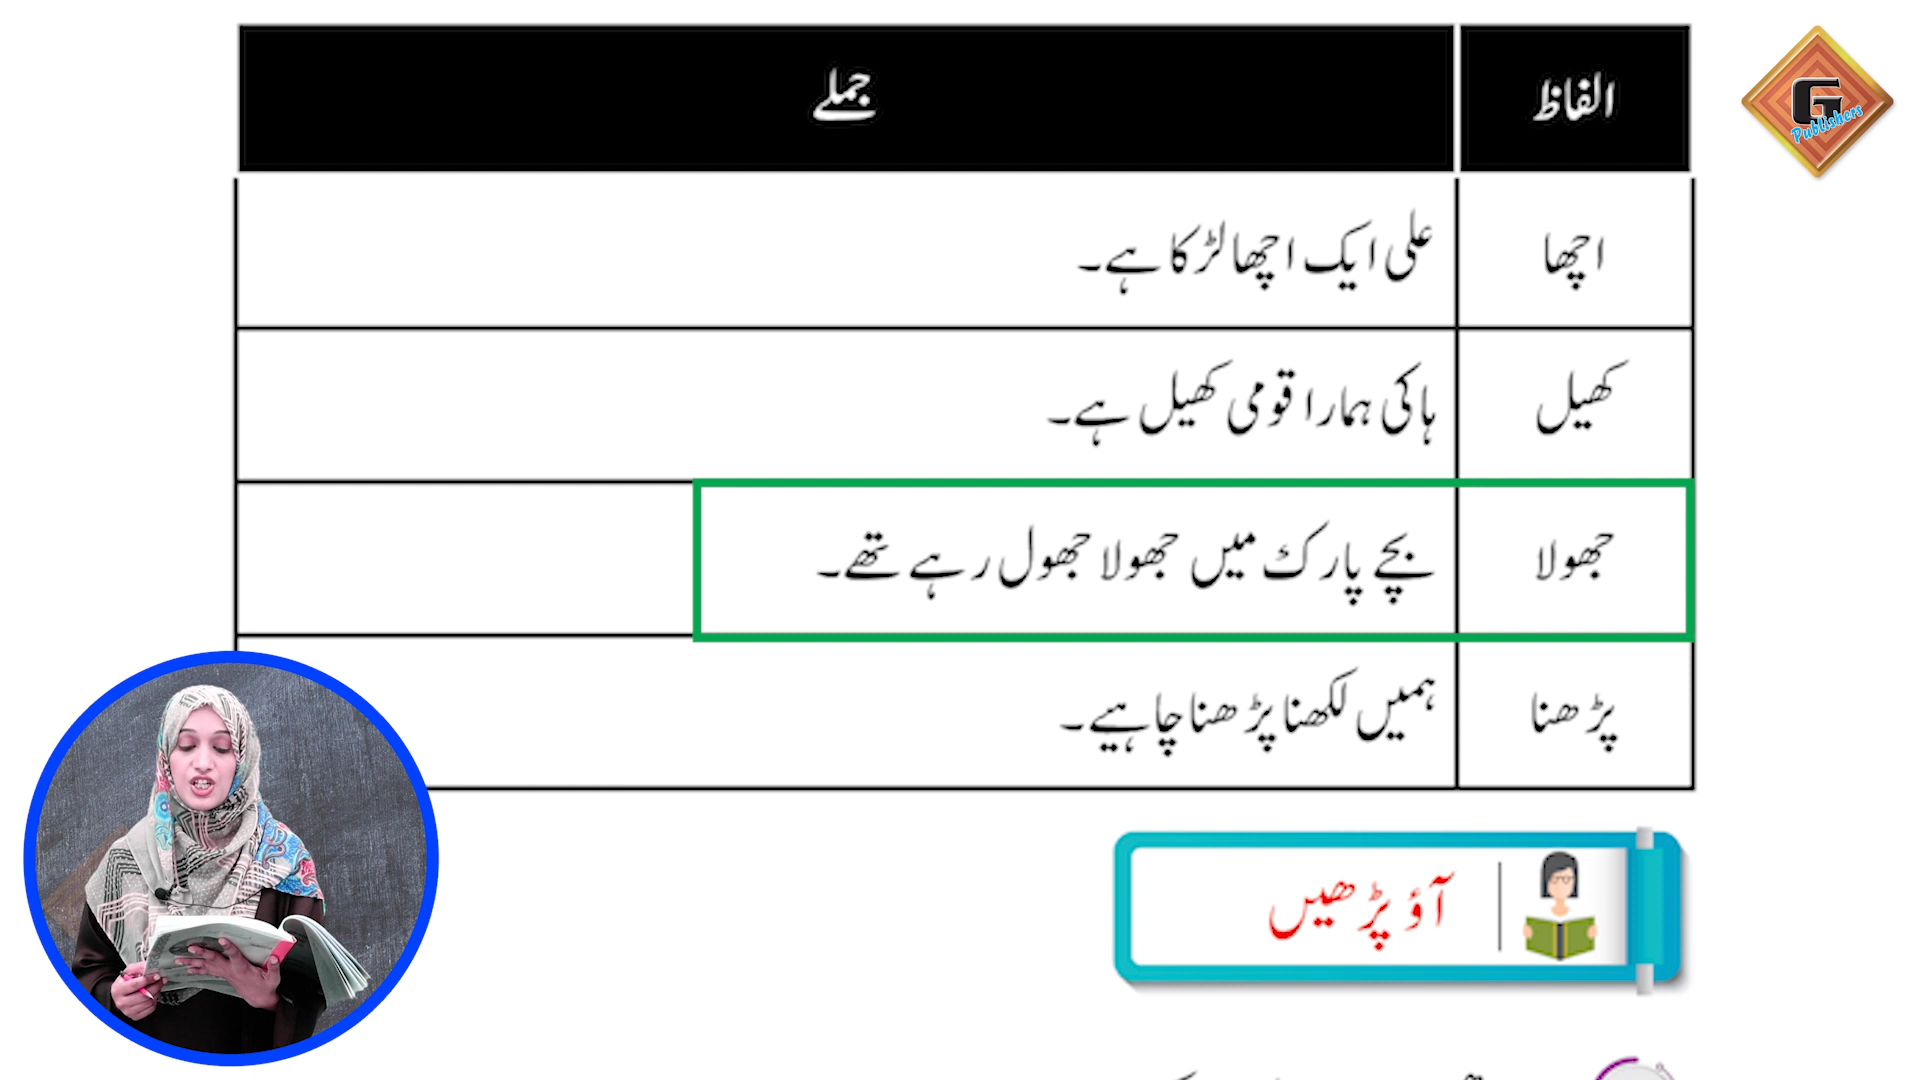 الفاظ جملے
اچھا علی ایک اچھا لڑکا ہے۔
کھیل ہاکی ہمارا قومی کھیل ہے۔
جھولا بچے پارک میں جھولا جھول رہے تھے۔
پڑھنا ہمیں لکھنا پڑھنا چاہیے۔
آؤ پڑھیں
G
Publishers